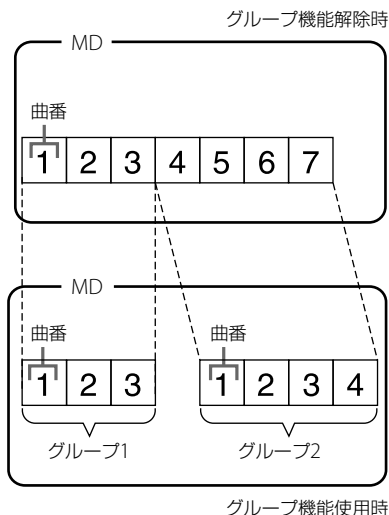 グループ機能解除時
MD
曲番
1 2 3 4 5 6 7
MD
曲番 曲番
1 2 3 1 2 3 4
グループ1 グループ2
グループ機能使用時